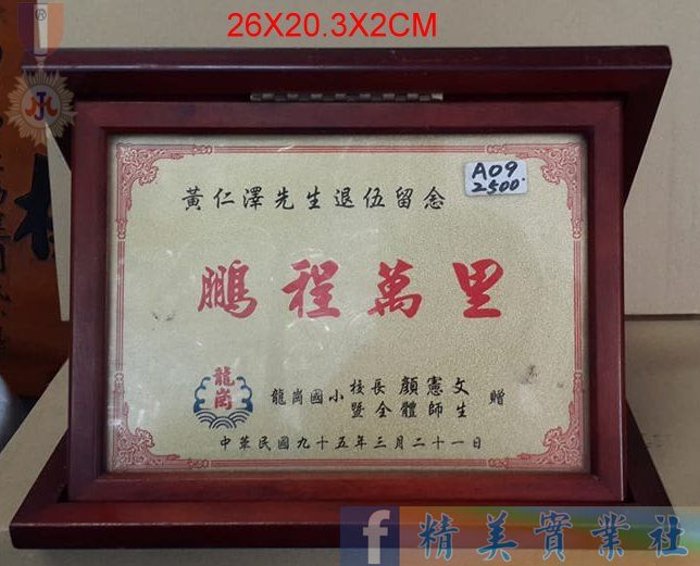 26X20.3X2CM
A09
2500.
黃仁澤先生退伍留念
鵬程萬里
龍崗
龍崗國小校長顏憲文
暨全體師生贈
中華民國九十五年三月二十一日
精美實業社